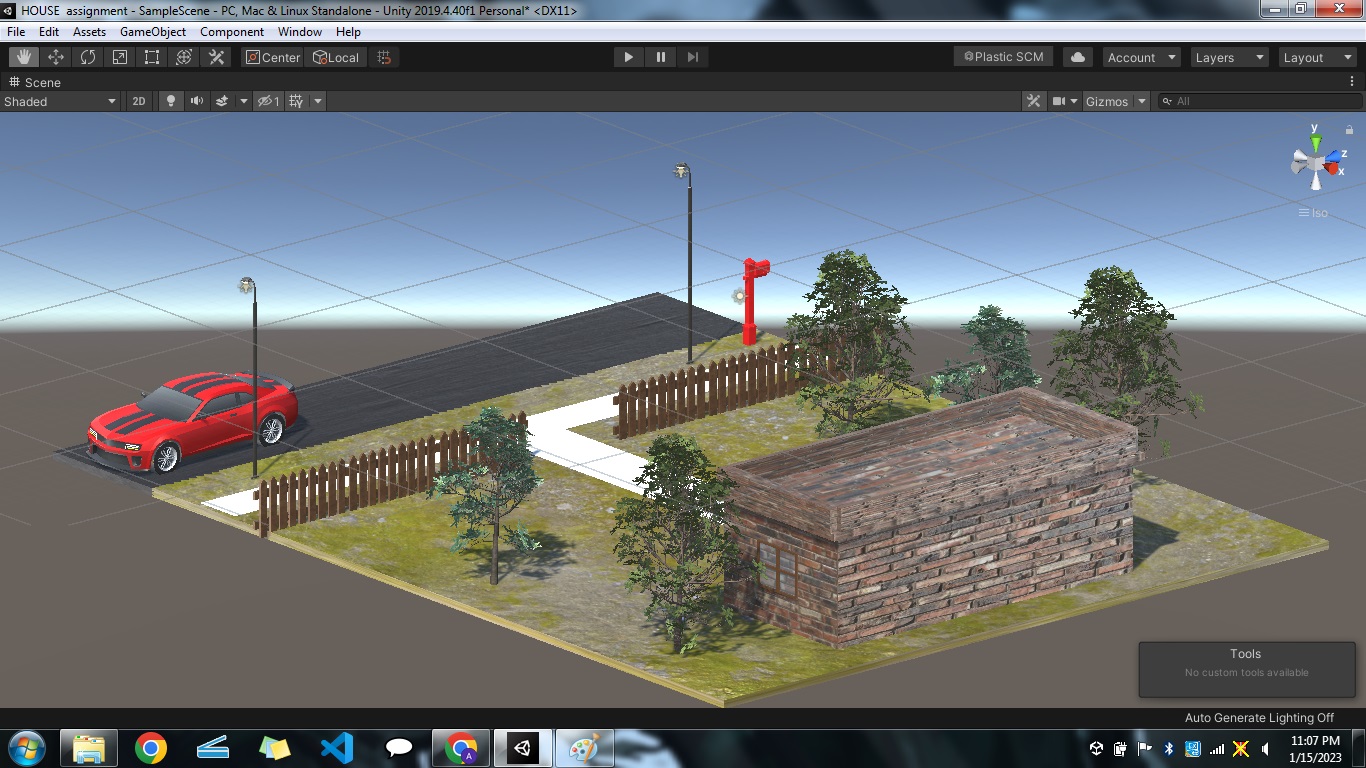 HOUSE assignment - SampleScene - PC, Mac & Linux Standalone - Unity 2019.4.40f1 Personal* <DX11>
File Edit Assets GameObject Component Window Help
Center Local Plastic SCM Account Layers Layout
Scene
Shaded 2D 1 Gizmos All
y
z
x
Iso
Tools
No custom tools available
Auto Generate Lighting Off
A
11:07 PM
1/15/2023